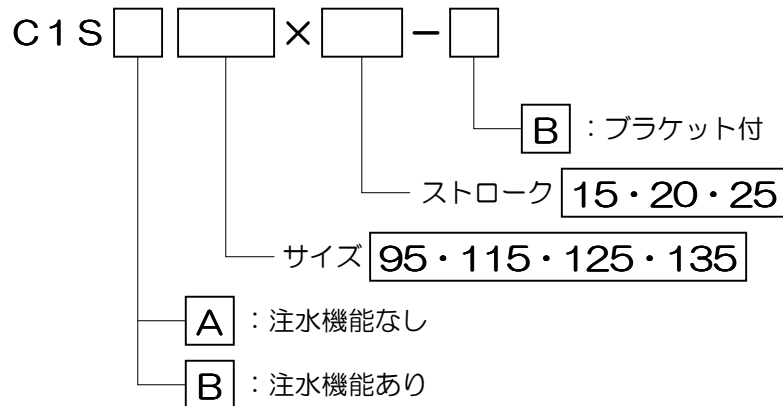 C1S × −
B：ブラケット付
ストローク 15・20・25
サイズ 95・115・125・135
A：注水機能なし
B：注水機能あり